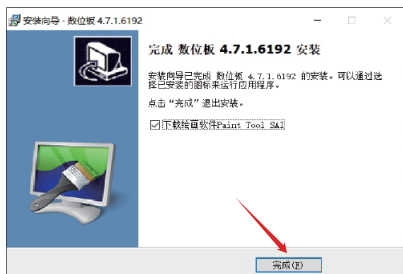 安装向导 - 数位板 4.7.1.6192
完成 数位板 4.7.1.6192 安装
安装向导已完成 数位板 4.7.1.6192 的安装。可以通过选
择已安装的图标来运行应用程序。
点击“完成”退出安装。
下载绘画软件Paint Tool SAI
完成(F)